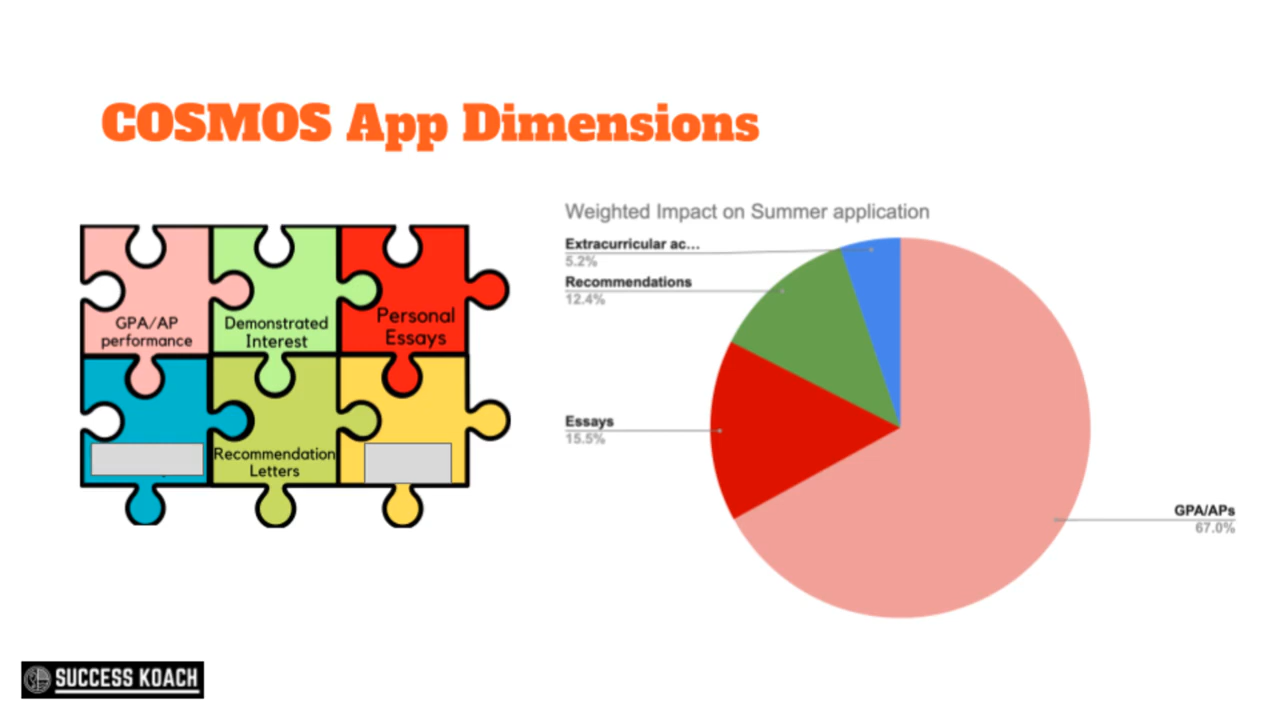 COSMOS App Dimensions
GPA/AP
performance
Demonstrated
Interest
Personal
Essays
Recommendation
Letters
Weighted Impact on Summer application
Extracurricular ac...
5.2%
Recommendations
12.4%
Essays
15.5%
GPA/APs
67.0%
SUCCESS KOACH